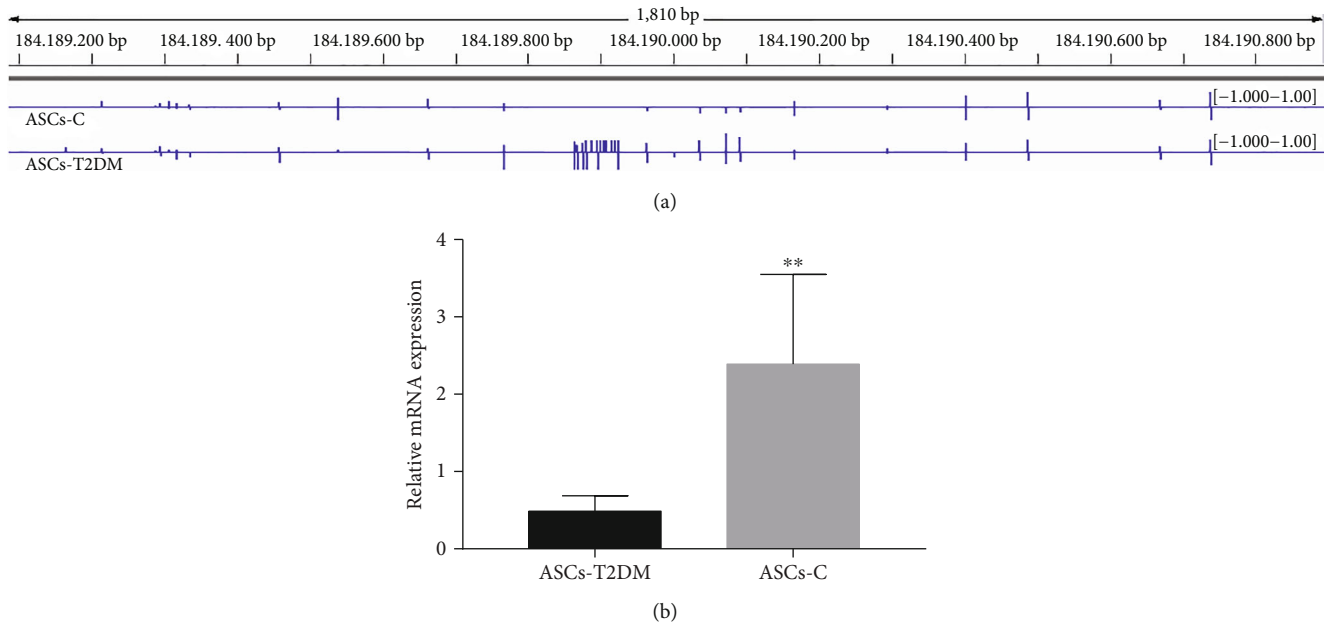 1,810 bp
184.189.200 bp 184.189. 400 bp 184.189.600 bp 184.189.800 bp 184.190.000 bp 184.190.200 bp 184.190.400 bp 184.190.600 bp 184.190.800 bp
[−1.000−1.00]
ASCs-C
[−1.000−1.00]
ASCs-T2DM
(a)
4
3
2
1
0
Relative mRNA expression
**
ASCs-T2DM ASCs-C
(b)